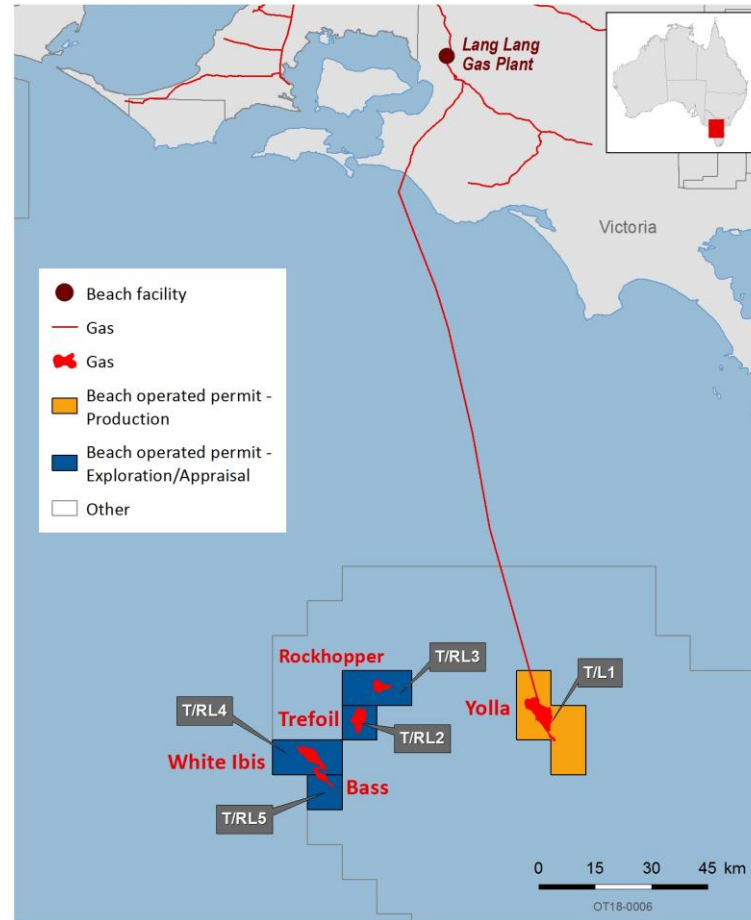 Lang Lang
Gas Plant
Victoria
Beach facility
Gas
Gas
Beach operated permit -
Production
Beach operated permit -
Exploration/Appraisal
Other
Rockhopper
T/RL3
T/L1
Trefoil
Yolla
T/RL4
T/RL2
White Ibis
Bass
T/RL5
0 15 30 45 km
OT18-0006